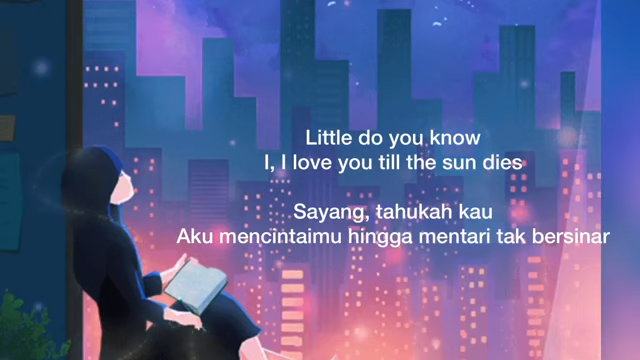 Little do you know
I, I love you till the sun dies
Sayang, tahukah kau
Aku mencintaimu hingga mentari tak bersinar